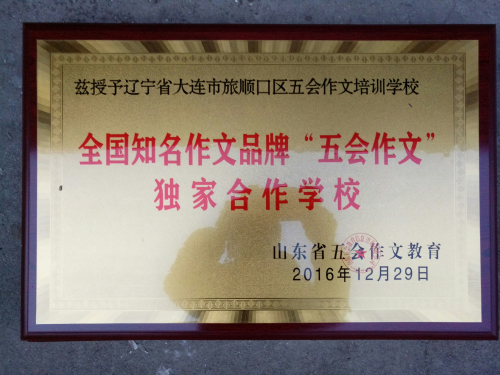 兹授予辽宁省大连市旅顺口区五会作文培训学校
全国知名作文品牌“五会作文”
独家合作学校
山东省五会作文教育
2016年12月29日